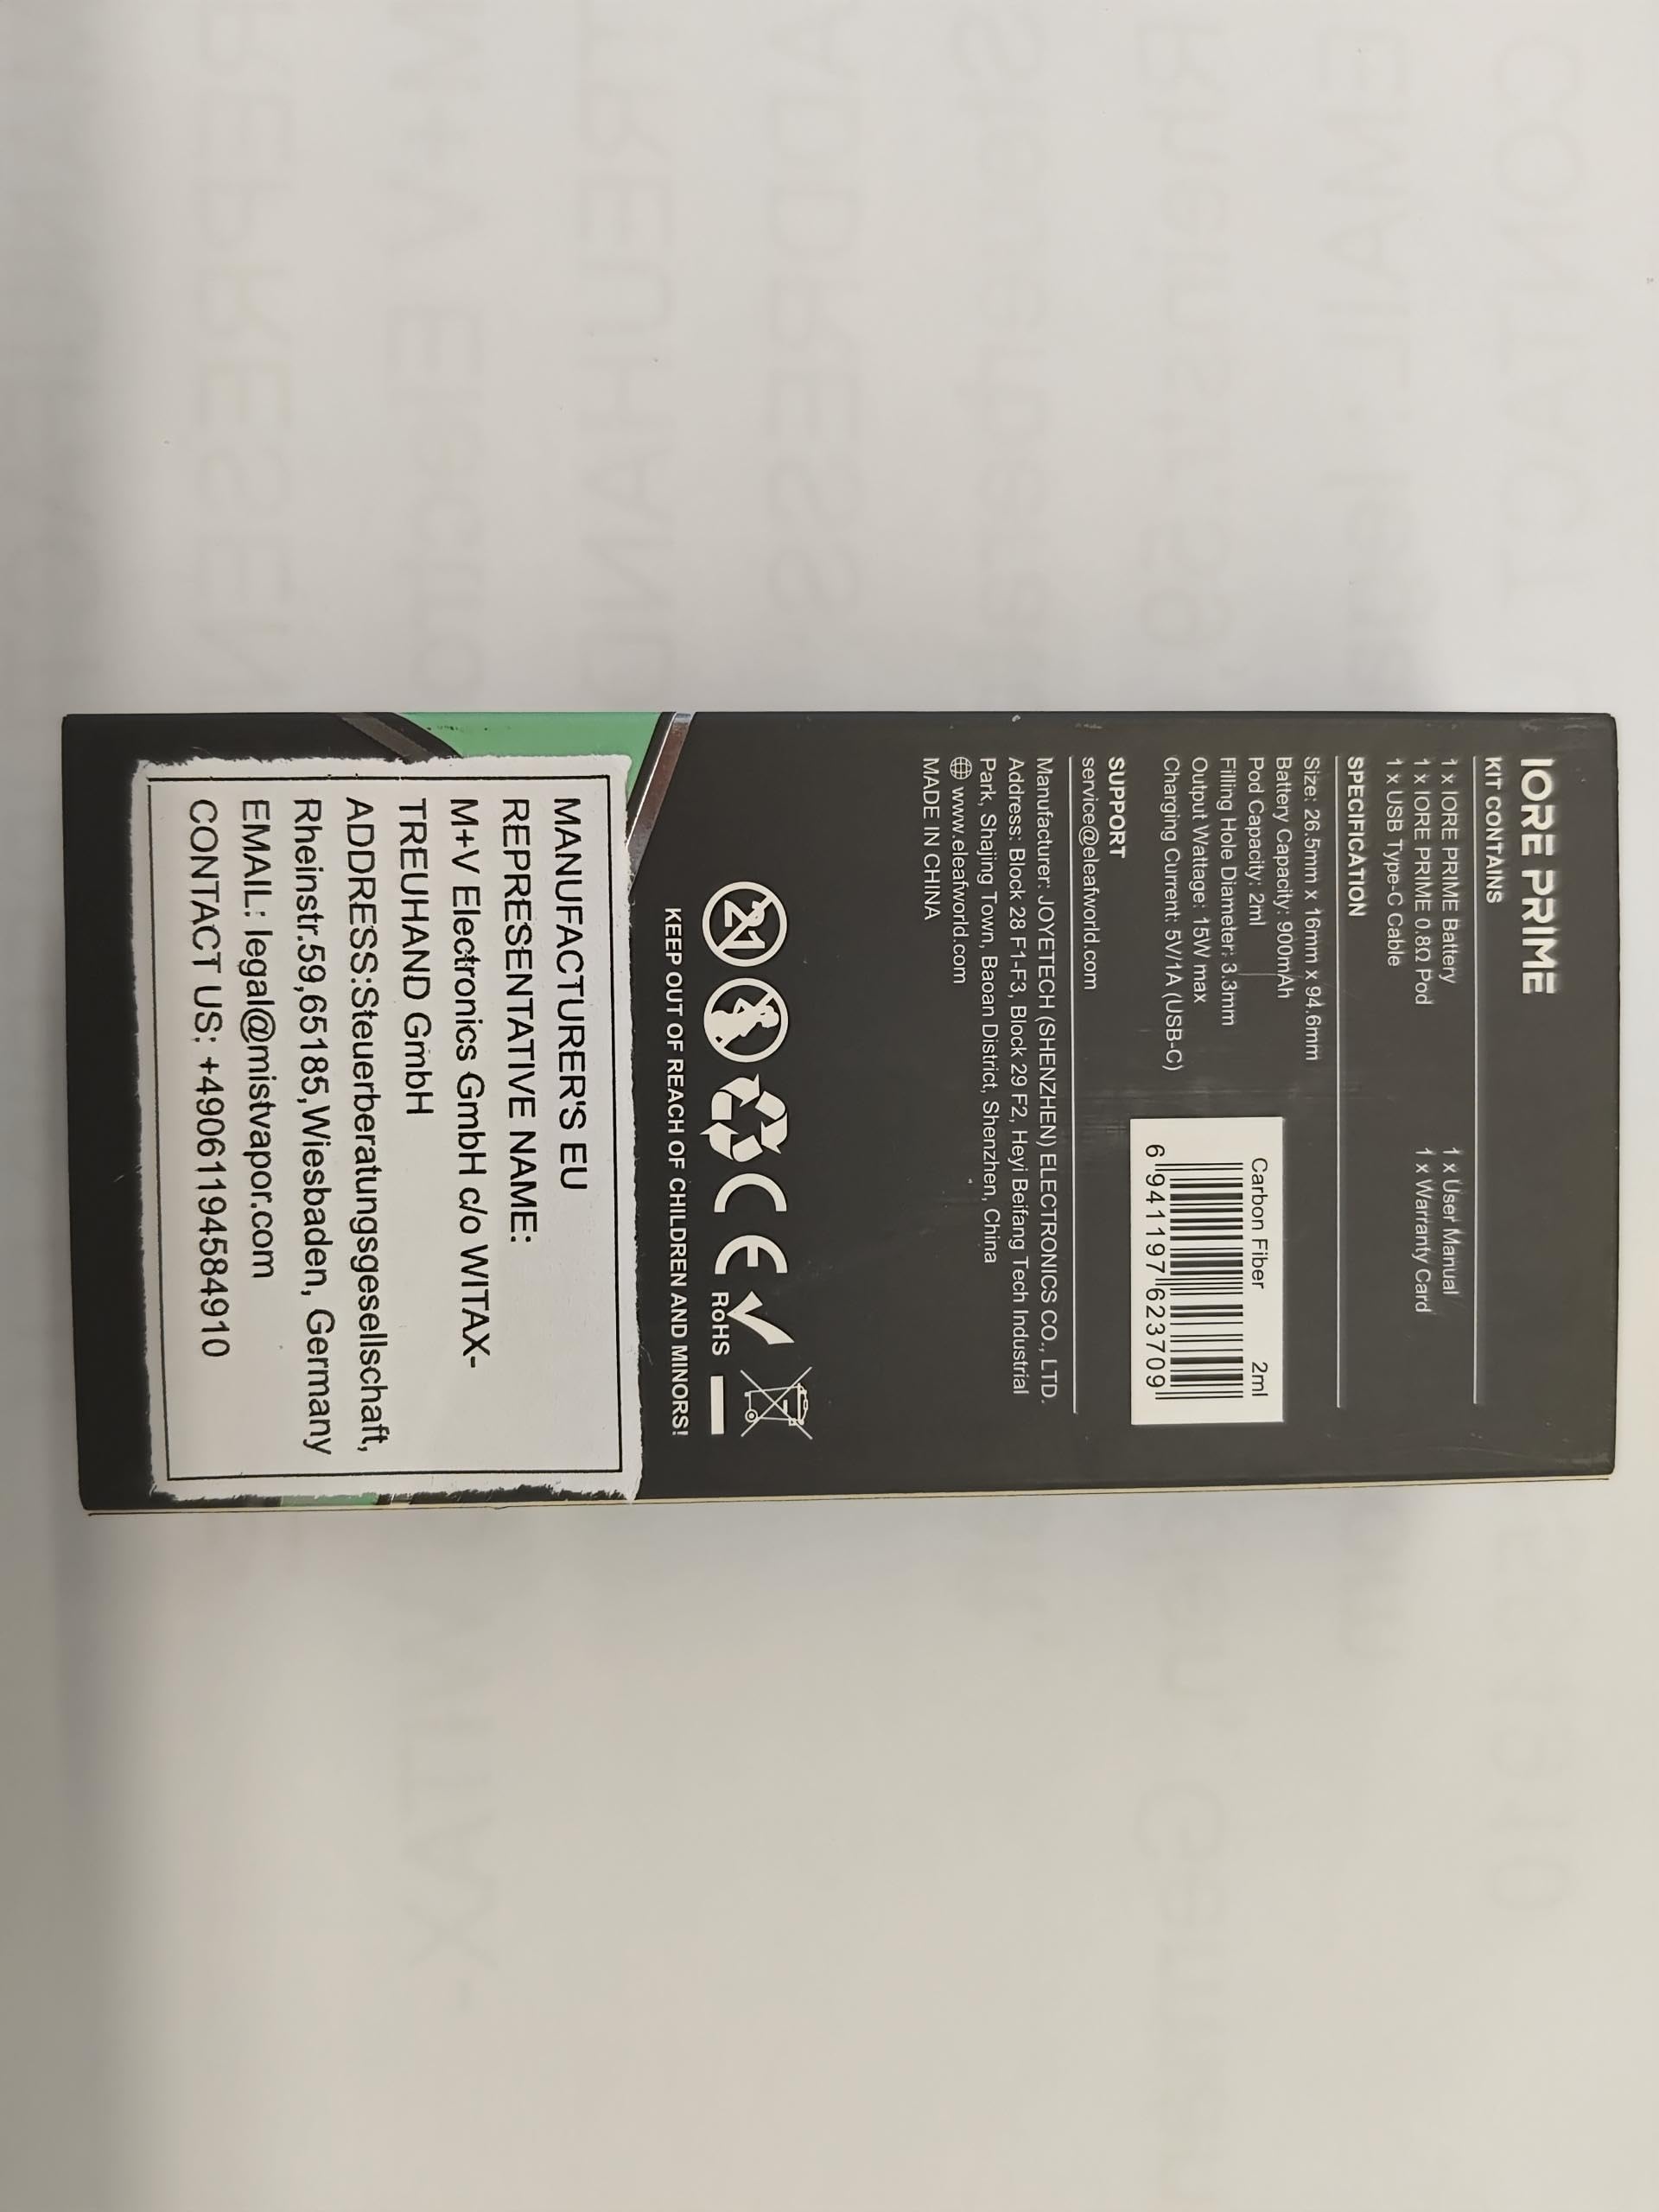 IORE PRIME
KIT CONTAINS
1 x IORE PRIME Battery
1 x IORE PRIME 0.8Ω Pod
1 x USB Type-C Cable
1 x User Manual
1 x Warranty Card
SPECIFICATION
Size: 26.5mm x 16mm x 94.6mm
Battery Capacity: 900mAh
Pod Capacity: 2ml
Filling Hole Diameter: 3.3mm
Output Wattage: 15W max
Charging Current: 5V/1A (USB-C)
Carbon Fiber 2ml
6 941197 623709
SUPPORT
service@eleafworld.com
Manufacturer: JOYETECH (SHENZHEN) ELECTRONICS CO., LTD.
Address: Block 28 F1-F3, Block 29 F2, Heyi Beifang Tech Industrial
Park, Shajing Town, Baoan District, Shenzhen, China
www.eleafworld.com
MADE IN CHINA
21 CE RoHS
KEEP OUT OF REACH OF CHILDREN AND MINORS!
MANUFACTURER'S EU
REPRESENTATIVE NAME:
M+V Electronics GmbH c/o WITAX-
TREUHAND GmbH
ADDRESS:Steuerberatungsgesellschaft,
Rheinstr.59,65185,Wiesbaden, Germany
EMAIL: legal@mistvapor.com
CONTACT US: +49061194584910